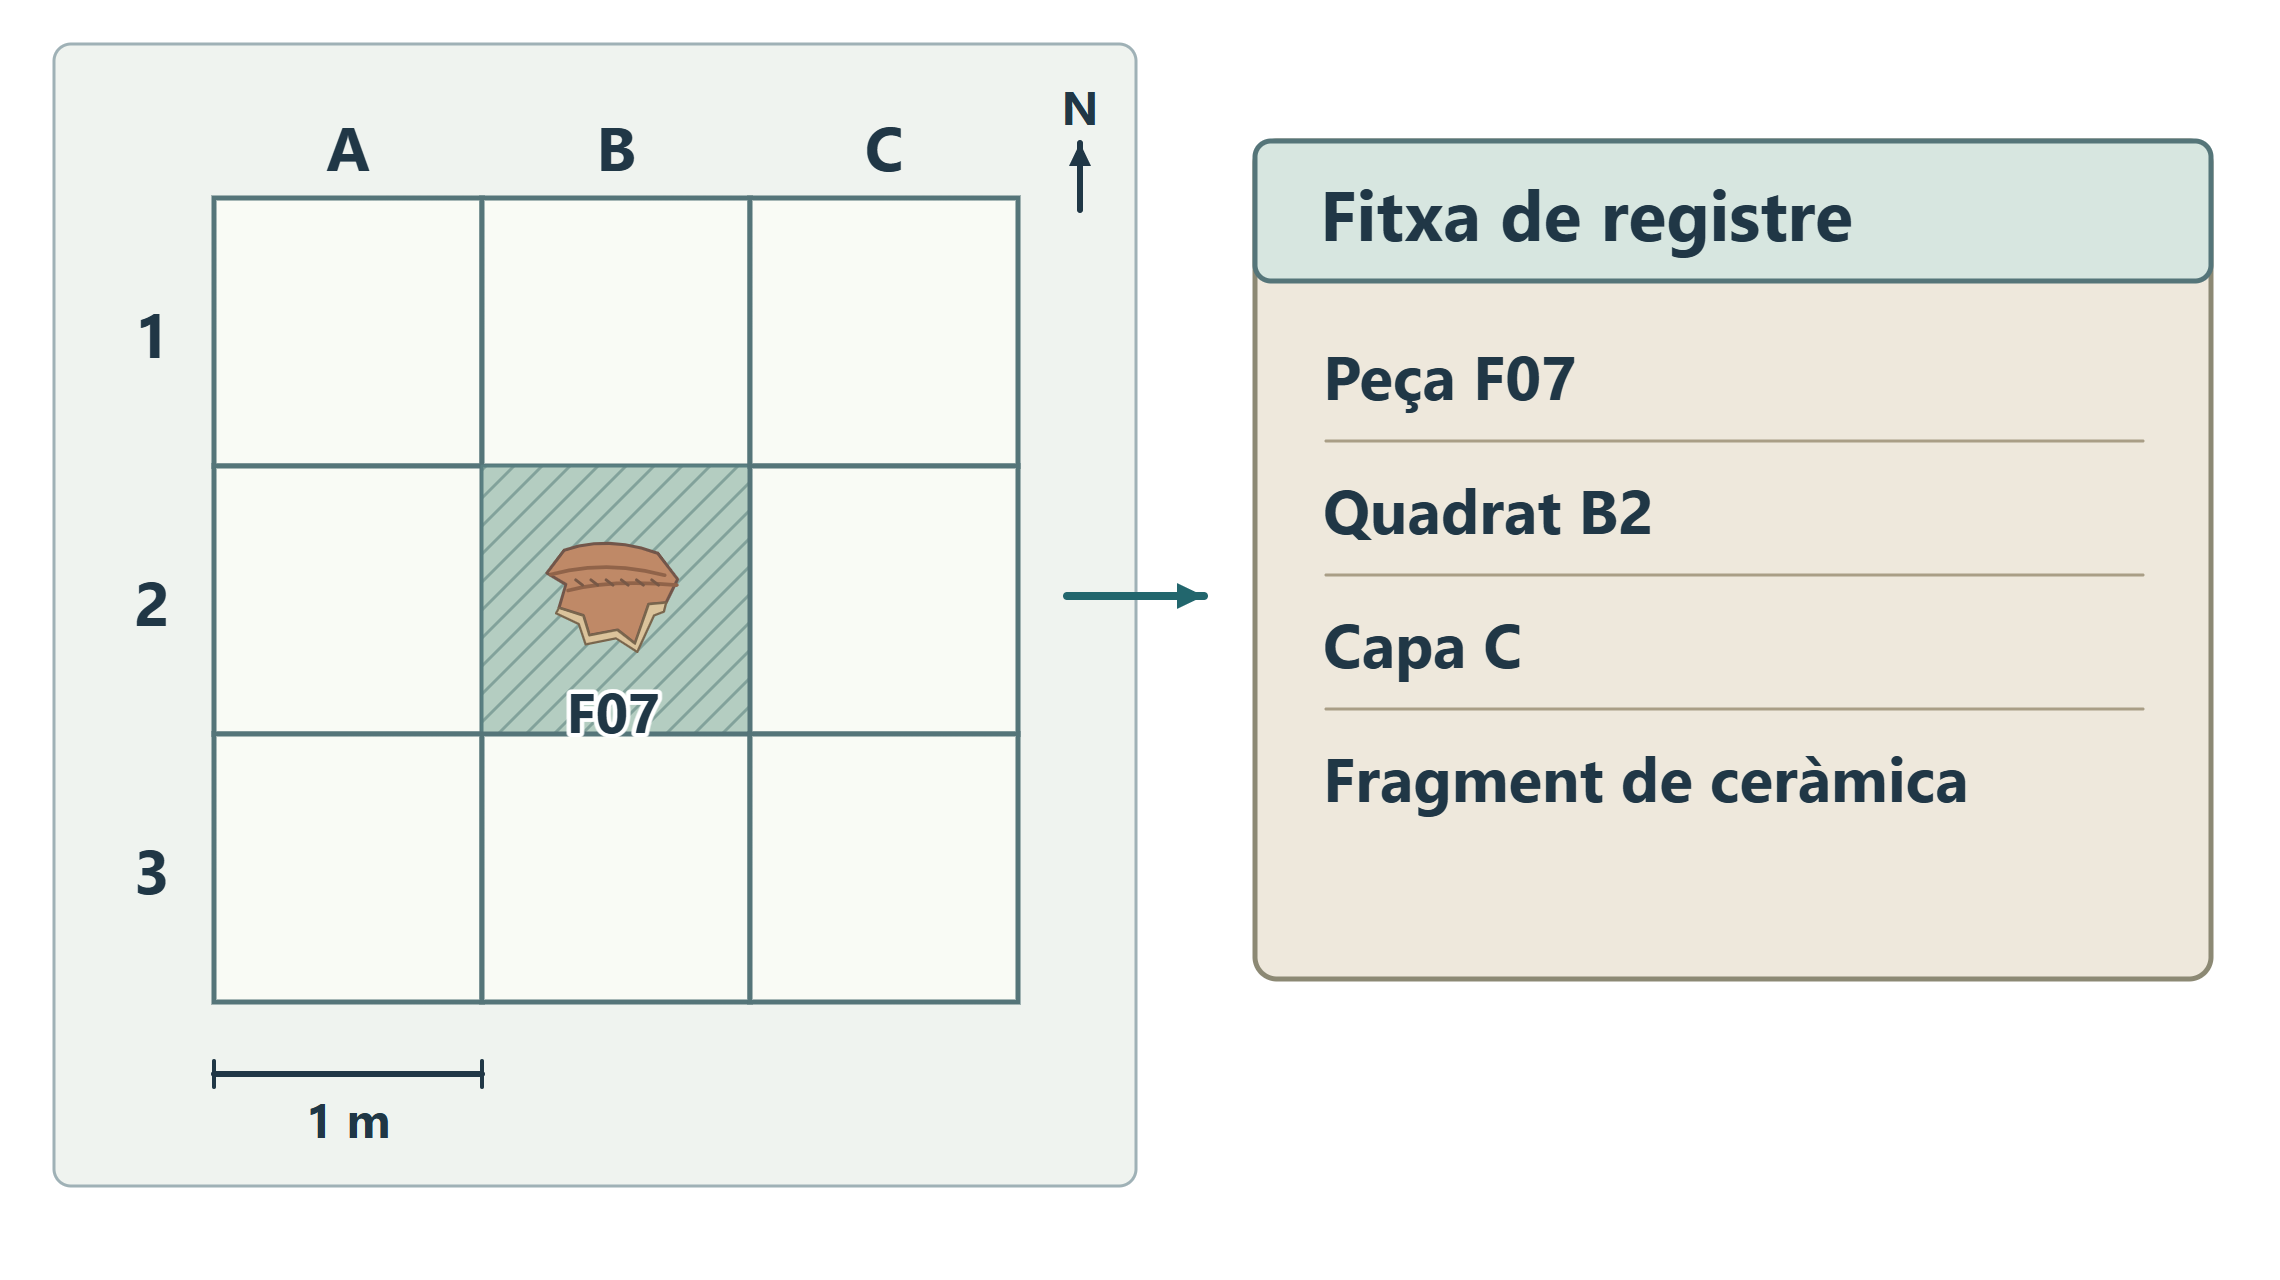 N
A B C
1
2
3
F07
1 m
Fitxa de registre
Peça F07
Quadrat B2
Capa C
Fragment de ceràmica